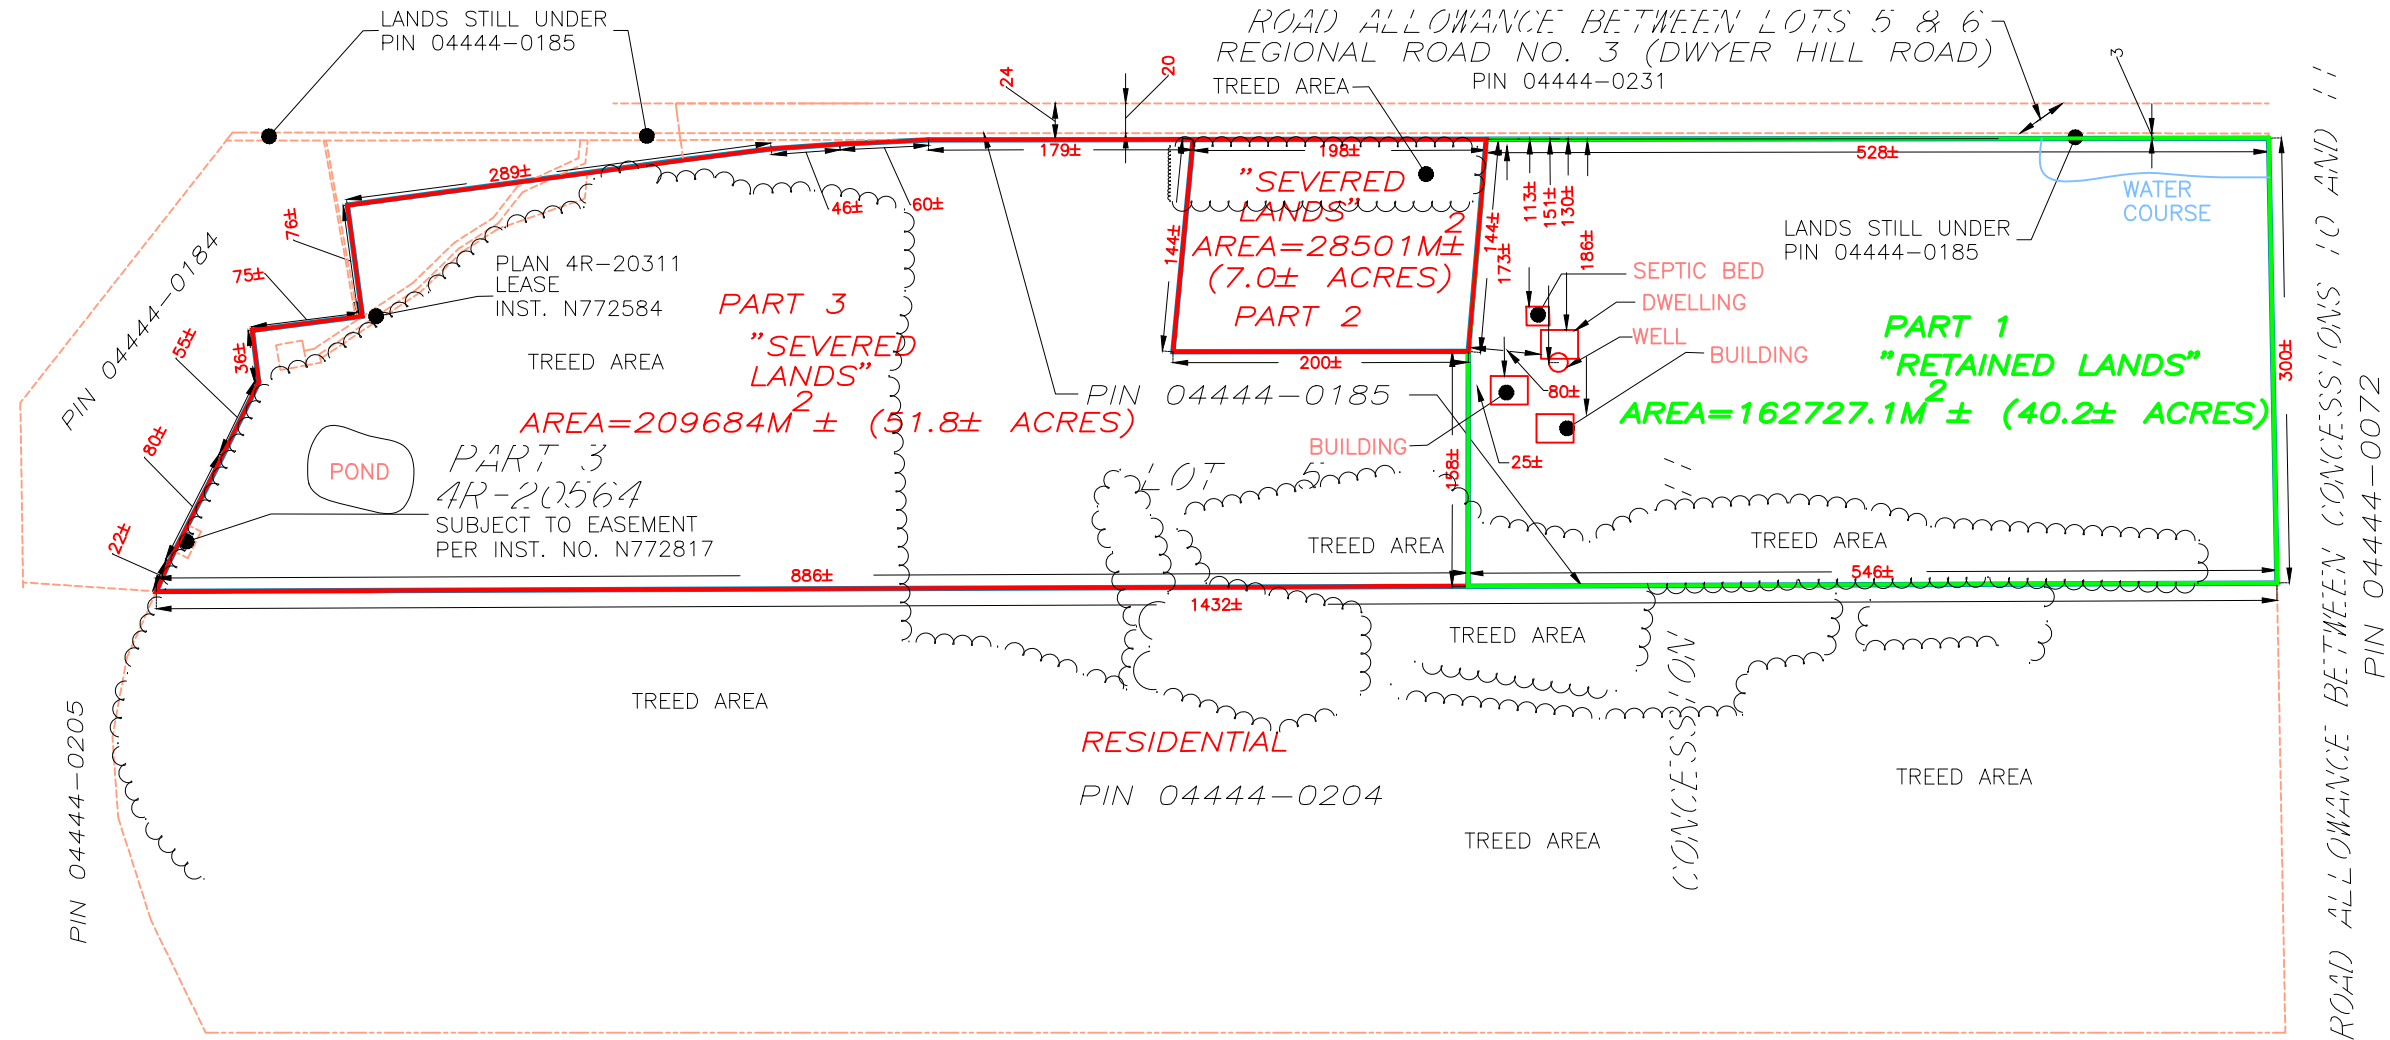 LANDS STILL UNDER
PIN 04444-0185
ROAD ALLOWANCE BETWEEN LOTS 5 & 6
REGIONAL ROAD NO. 3 (DWYER HILL ROAD)
PIN 04444-0231
TREED AREA
24
20
3
179±
198±
528±
289±
46±
60±
76±
75±
55±
36±
80±
22±
PIN 04444-0184
PLAN 4R-20311
LEASE
INST. N772584
TREED AREA
PART 3
"SEVERED
LANDS"
2
AREA=209684M ± (51.8± ACRES)
"SEVERED
LANDS"
2
AREA=28501M±
(7.0± ACRES)
PART 2
144±
144±
200±
173±
113±
151±
130±
186±
WATER
COURSE
LANDS STILL UNDER
PIN 04444-0185
SEPTIC BED
DWELLING
WELL
BUILDING
80±
25±
BUILDING
158±
PART 1
"RETAINED LANDS"
2
AREA=162727.1M ± (40.2± ACRES)
300±
PIN 04444-0185
POND
PART 3
4R-20564
SUBJECT TO EASEMENT
PER INST. NO. N772817
LOT 5
TREED AREA
TREED AREA
886±
546±
1432±
TREED AREA
TREED AREA
RESIDENTIAL
PIN 04444-0204
TREED AREA
TREED AREA
CONCESSION 11
PIN 04444-0205
ROAD ALLOWANCE BETWEEN CONCESSIONS 10 AND 11
PIN 04444-0072